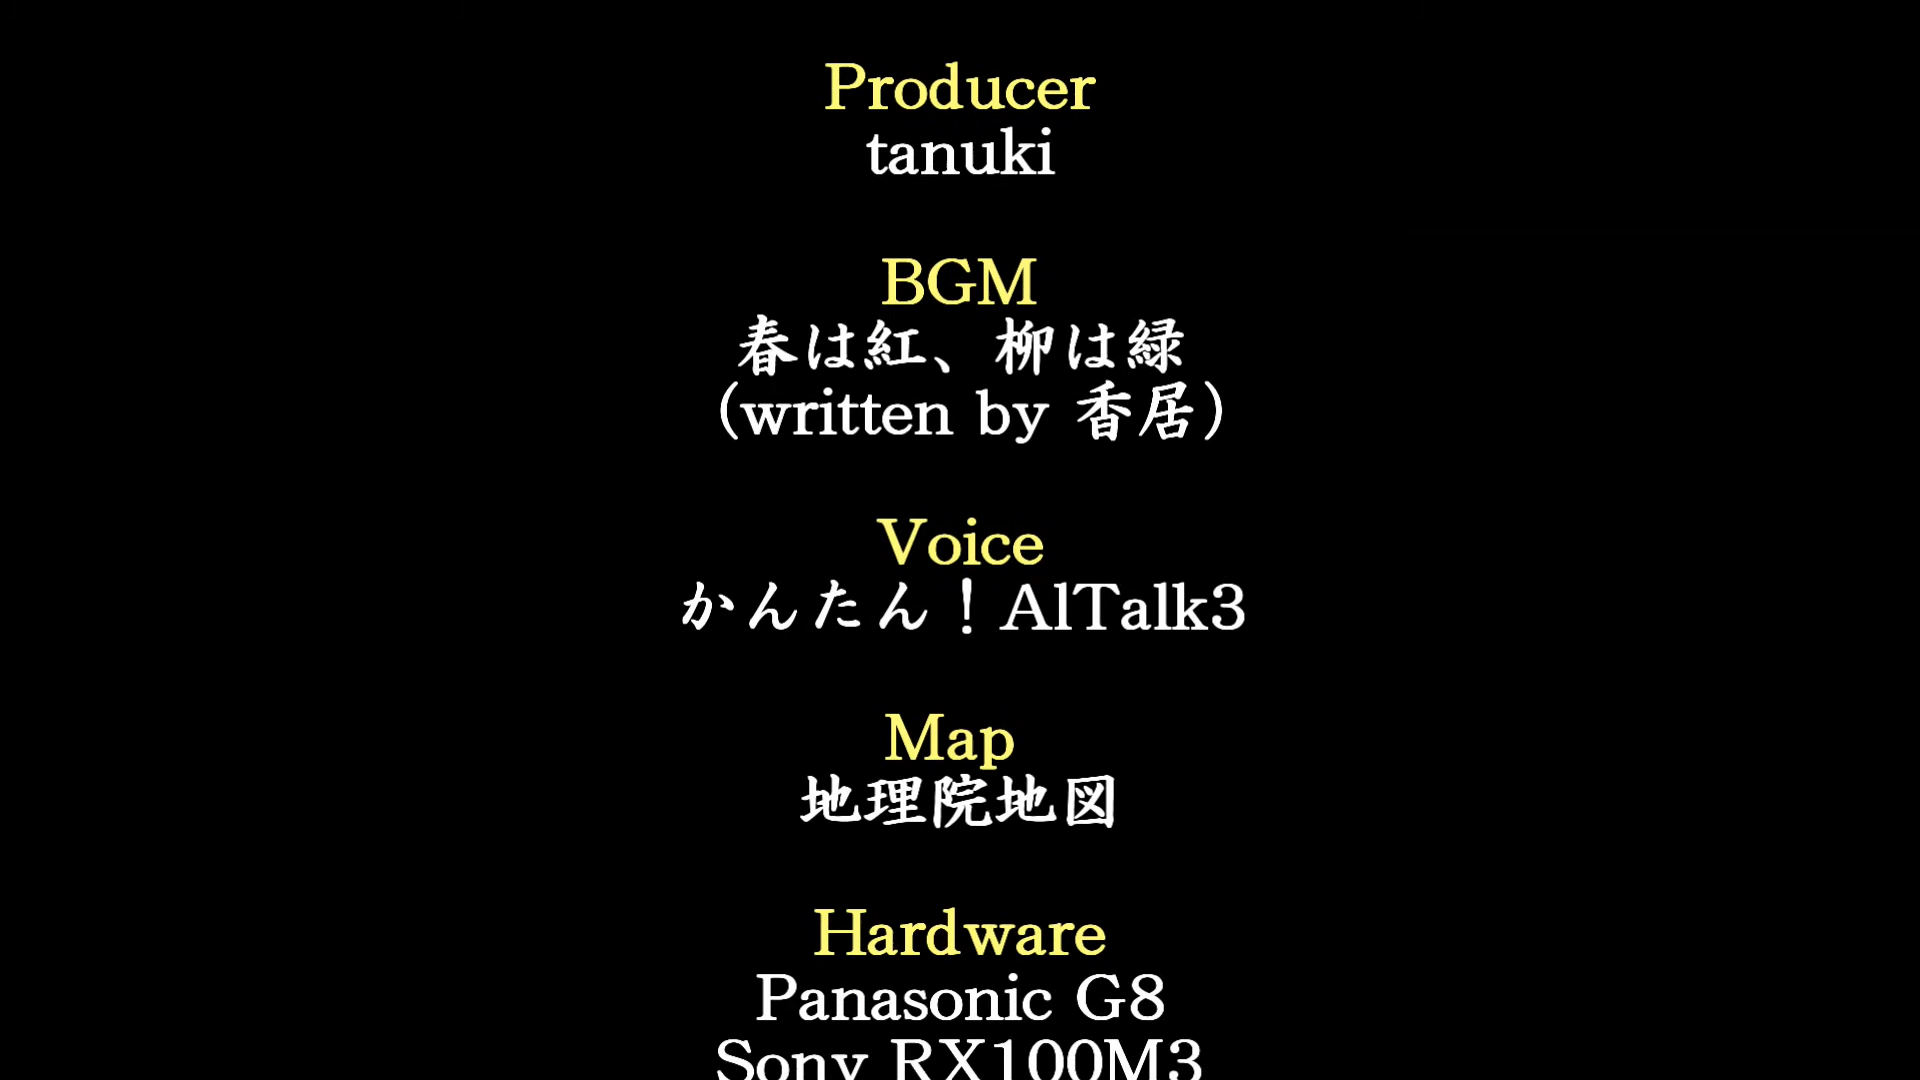 Producer
tanuki
BGM
春は紅、柳は緑
（written by 香居）
Voice
かんたん！AlTalk3
Map
地理院地図
Hardware
Panasonic G8
Sony RX100M3